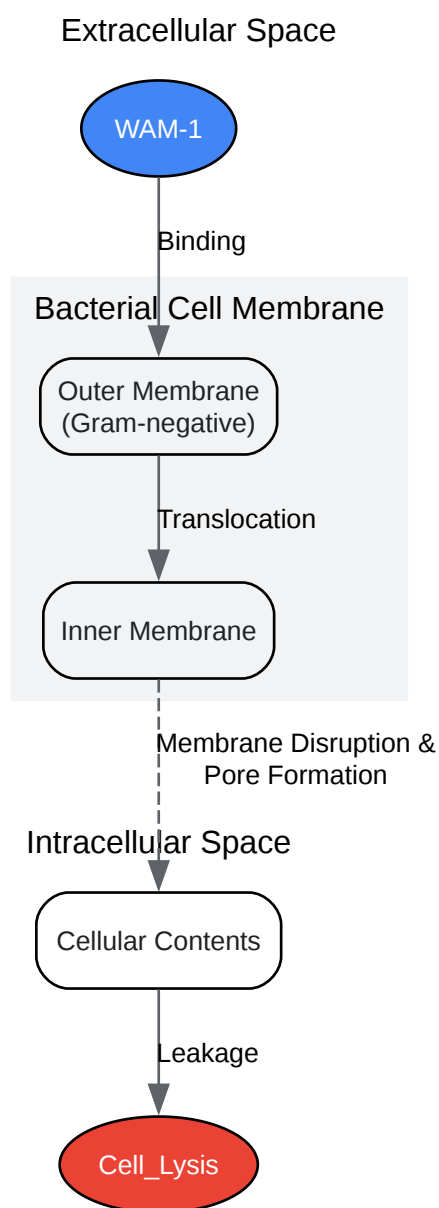 Extracellular Space
WAM-1
Binding
Bacterial Cell Membrane
Outer Membrane
(Gram-negative)
Translocation
Inner Membrane
Membrane Disruption &
Pore Formation
Intracellular Space
Cellular Contents
Leakage
Cell_Lysis